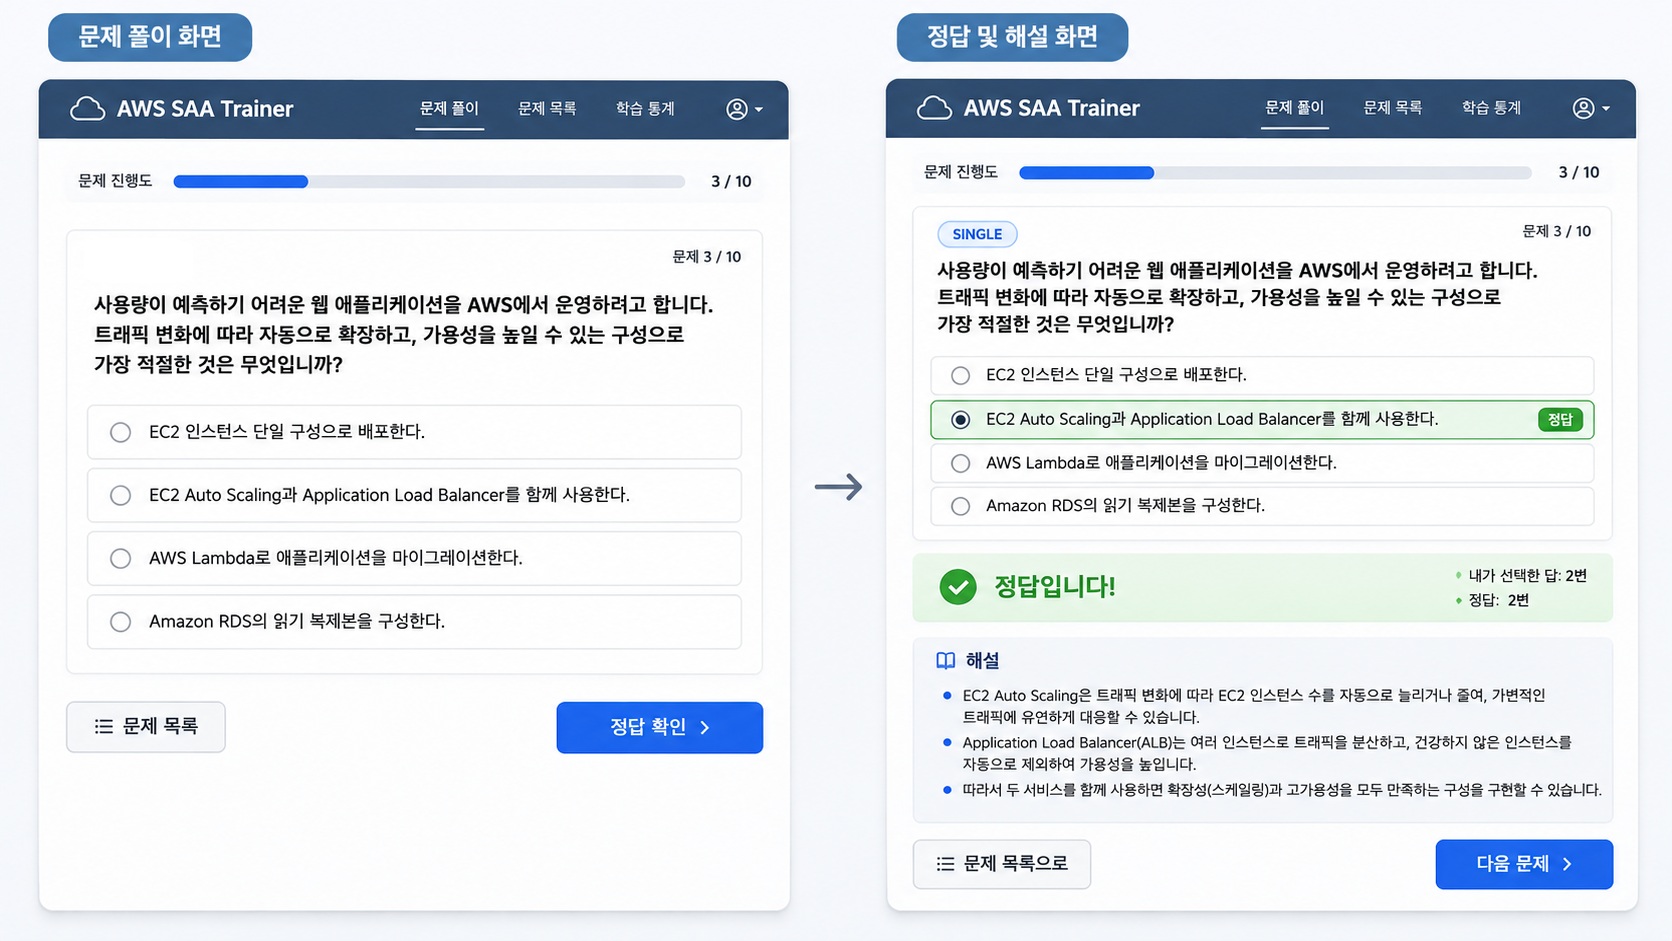 문제 풀이 화면
AWS SAA Trainer
문제 풀이
문제 목록
학습 통계
문제 진행도
3 / 10
문제 3 / 10
사용량이 예측하기 어려운 웹 애플리케이션을 AWS에서 운영하려고 합니다.
트래픽 변화에 따라 자동으로 확장하고, 가용성을 높일 수 있는 구성으로
가장 적절한 것은 무엇입니까?
EC2 인스턴스 단일 구성으로 배포한다.
EC2 Auto Scaling과 Application Load Balancer를 함께 사용한다.
AWS Lambda로 애플리케이션을 마이그레이션한다.
Amazon RDS의 읽기 복제본을 구성한다.
문제 목록
정답 확인
정답 및 해설 화면
AWS SAA Trainer
문제 풀이
문제 목록
학습 통계
문제 진행도
3 / 10
SINGLE
문제 3 / 10
사용량이 예측하기 어려운 웹 애플리케이션을 AWS에서 운영하려고 합니다.
트래픽 변화에 따라 자동으로 확장하고, 가용성을 높일 수 있는 구성으로
가장 적절한 것은 무엇입니까?
EC2 인스턴스 단일 구성으로 배포한다.
EC2 Auto Scaling과 Application Load Balancer를 함께 사용한다.
정답
AWS Lambda로 애플리케이션을 마이그레이션한다.
Amazon RDS의 읽기 복제본을 구성한다.
정답입니다!
내가 선택한 답: 2번
정답: 2번
해설
EC2 Auto Scaling은 트래픽 변화에 따라 EC2 인스턴스 수를 자동으로 늘리거나 줄여, 가변적인
트래픽에 유연하게 대응할 수 있습니다.
Application Load Balancer(ALB)는 여러 인스턴스로 트래픽을 분산하고, 건강하지 않은 인스턴스를
자동으로 제외하여 가용성을 높입니다.
따라서 두 서비스를 함께 사용하면 확장성(스케일링)과 고가용성을 모두 만족하는 구성을 구현할 수 있습니다.
문제 목록으로
다음 문제